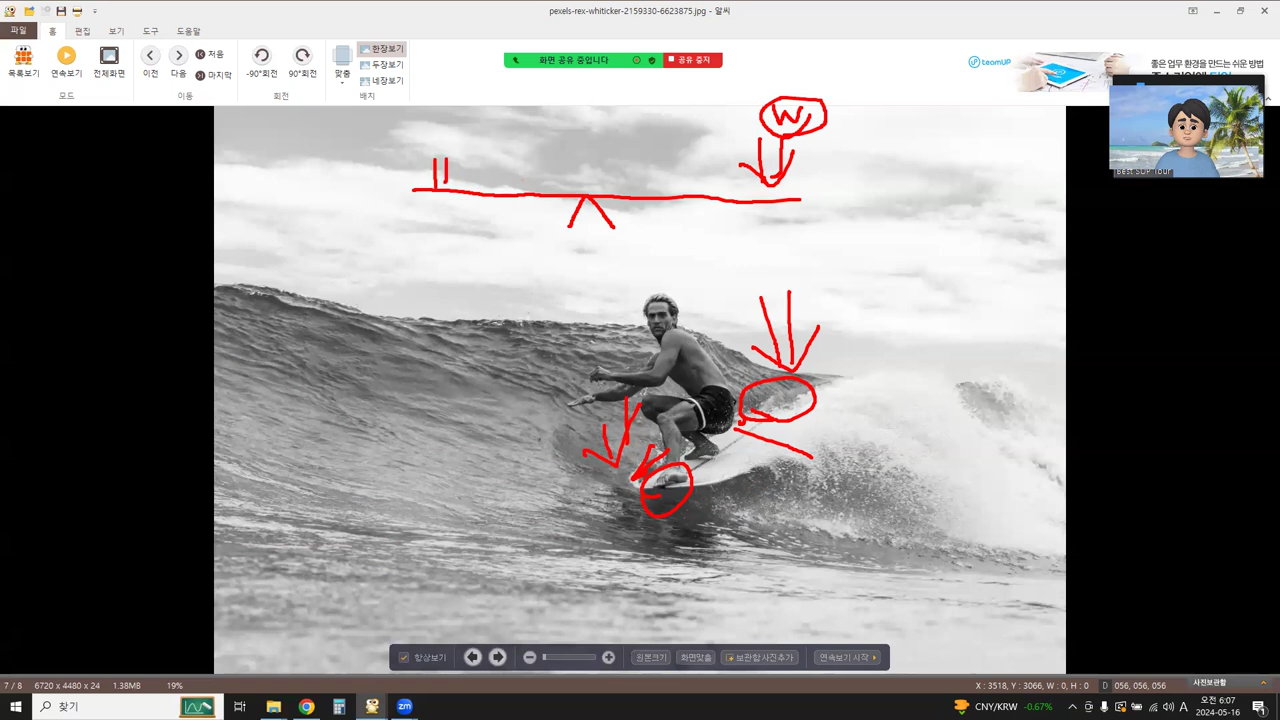 pexels-rex-whiticker-2159330-6623875.jpg - 알씨
파일 홈 편집 보기 도구 도움말
목록보기 연속보기 전체화면 이전 다음 처음 마지막 -90°회전 90°회전 맞춤 한장보기 두장보기 네장보기
모드 이동 회전 배치
화면 공유 중입니다 공유 중지
teamUP
좋은 업무 환경을 만드는 쉬운 방법
Best SUP Tour
W
항상보기 원본크기 화면맞춤 보관함 사진추가 연속보기 시작
7 / 8 6720 x 4480 x 24 1.38MB 19% X : 3518, Y : 3066, W : 0, H : 0 D 056, 056, 056 사진보관함
찾기 zm CNY/KRW -0.67% A 오전 6:07
2024-05-16 1